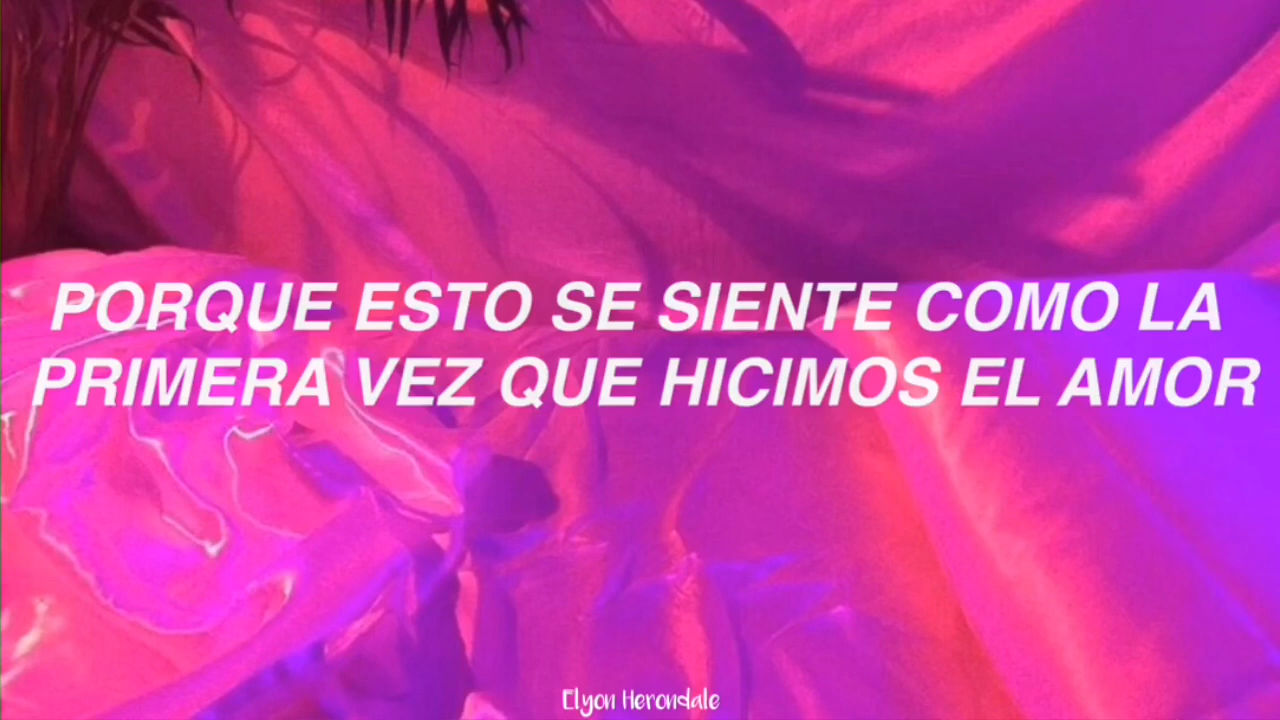 PORQUE ESTO SE SIENTE COMO LA
PRIMERA VEZ QUE HICIMOS EL AMOR
Elyon Herondale